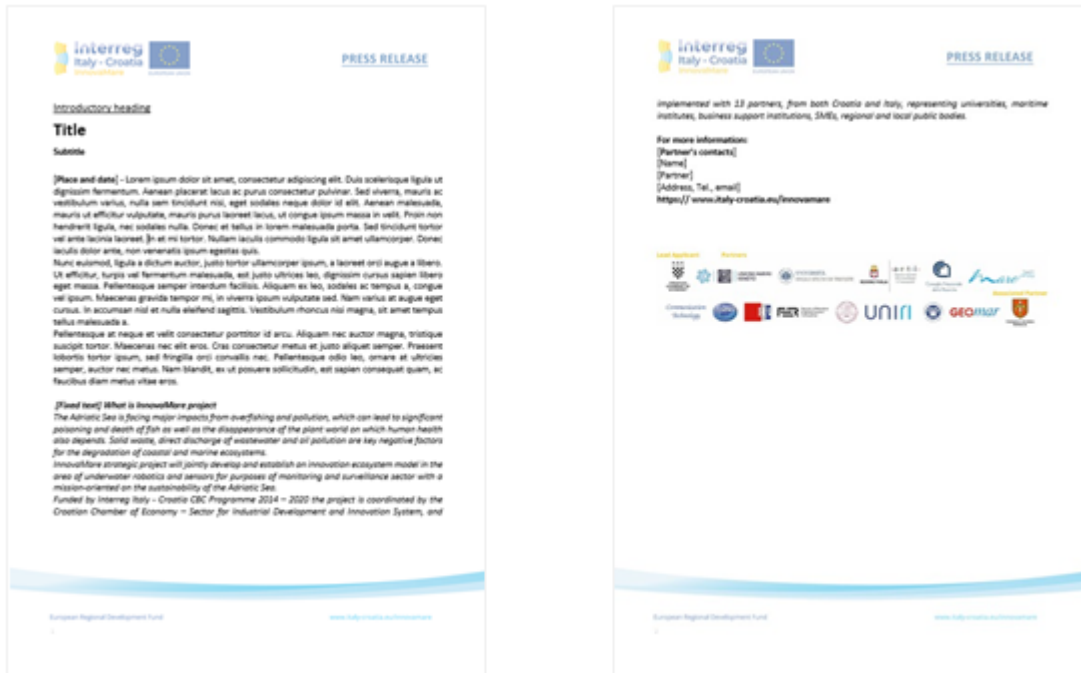 Interreg
Italy - Croatia
InnovaMare
EUROPEAN UNION
PRESS RELEASE
Introductory heading
Title
Subtitle
[Place and date] - Lorem ipsum dolor sit amet, consectetur adipiscing elit. Duis scelerisque ligula ut
dignissim fermentum. Aenean placerat lacus ac purus consectetur pulvinar. Sed viverra, mauris ac
vestibulum varius, nulla sem tincidunt nisi, eget sodales neque dolor id elit. Aenean malesuada,
mauris ut efficitur vulputate, mauris purus laoreet lacus, ut congue ipsum massa in velit. Proin non
hendrerit ligula, nec sodales nulla. Donec et tellus in lorem malesuada porta. Sed tincidunt tortor
vel ante lacinia laoreet. In et mi tortor. Nullam iaculis commodo ligula sit amet ullamcorper. Donec
iaculis dolor ante, non venenatis ipsum egestas quis.
Nunc euismod, ligula a dictum auctor, justo tortor ullamcorper ipsum, a laoreet orci augue a libero.
Ut efficitur, turpis vel fermentum malesuada, est justo ultrices leo, dignissim cursus sapien libero
eget massa. Pellentesque semper interdum facilisis. Aliquam ex leo, sodales ac tempus a, congue
vel ipsum. Maecenas gravida tempor mi, in viverra ipsum vulputate sed. Nam varius at augue eget
cursus. In accumsan nisl et nulla eleifend sagittis. Vestibulum rhoncus nisi magna, sit amet tempus
tellus malesuada a.
Pellentesque at neque et velit consectetur porttitor id arcu. Aliquam nec auctor magna, tristique
suscipit tortor. Maecenas nec elit eros. Cras consectetur metus et justo aliquet semper. Praesent
lobortis tortor ipsum, sed fringilla orci convallis nec. Pellentesque odio leo, ornare at ultricies
semper, auctor nec metus. Nam blandit, ex ut posuere sollicitudin, est sapien consequat quam, ac
faucibus diam metus vitae eros.
[Fixed text] What is InnovaMare project
The Adriatic Sea is facing major impacts from overfishing and pollution, which can lead to significant
poisoning and death of fish as well as the disappearance of the plant world on which human health
also depends. Solid waste, direct discharge of wastewater and oil pollution are key negative factors
for the degradation of coastal and marine ecosystems.
InnovaMare strategic project will jointly develop and establish an innovation ecosystem model in the
area of underwater robotics and sensors for purposes of monitoring and surveillance sector with a
mission-oriented on the sustainability of the Adriatic Sea.
Funded by Interreg Italy - Croatia CBC Programme 2014 – 2020 the project is coordinated by the
Croatian Chamber of Economy – Sector for Industrial Development and Innovation System, and
European Regional Development Fund
www.italy-croatia.eu/innovamare
Interreg
Italy - Croatia
InnovaMare
EUROPEAN UNION
PRESS RELEASE
implemented with 13 partners, from both Croatia and Italy, representing universities, maritime
institutes, business support institutions, SMEs, regional and local public bodies.
For more information:
[Partner's contacts]
[Name]
[Partner]
[Address, Tel., email]
https:// www.italy-croatia.eu/innovamare
Lead Applicant
Partners
Associated Partner
UNIRI
GEOmar
European Regional Development Fund
www.italy-croatia.eu/innovamare